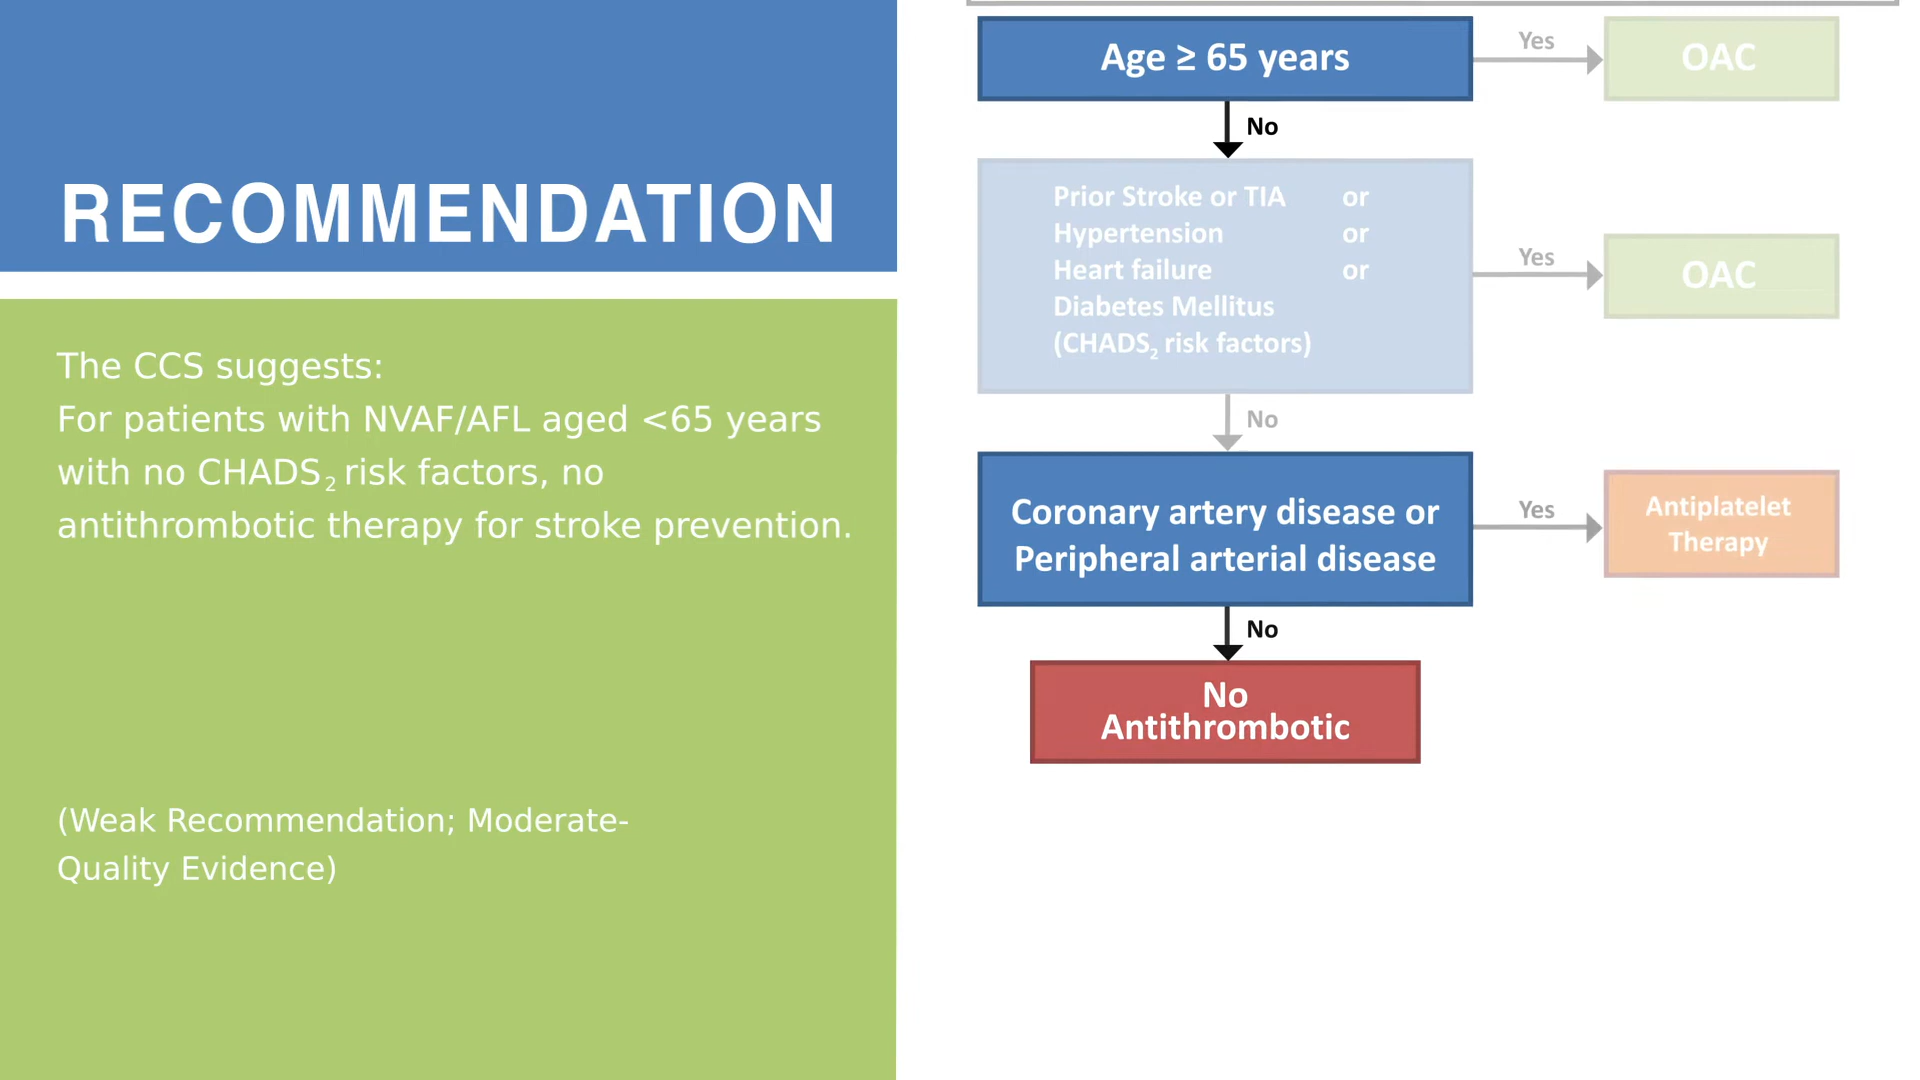 RECOMMENDATION
The CCS suggests:
For patients with NVAF/AFL aged <65 years
with no CHADS₂ risk factors, no
antithrombotic therapy for stroke prevention.
(Weak Recommendation; Moderate-
Quality Evidence)
Age ≥ 65 years
Yes
OAC
No
Prior Stroke or TIA or
Hypertension or
Heart failure or
Diabetes Mellitus
(CHADS₂ risk factors)
Yes
OAC
No
Coronary artery disease or
Peripheral arterial disease
Yes
Antiplatelet
Therapy
No
No
Antithrombotic